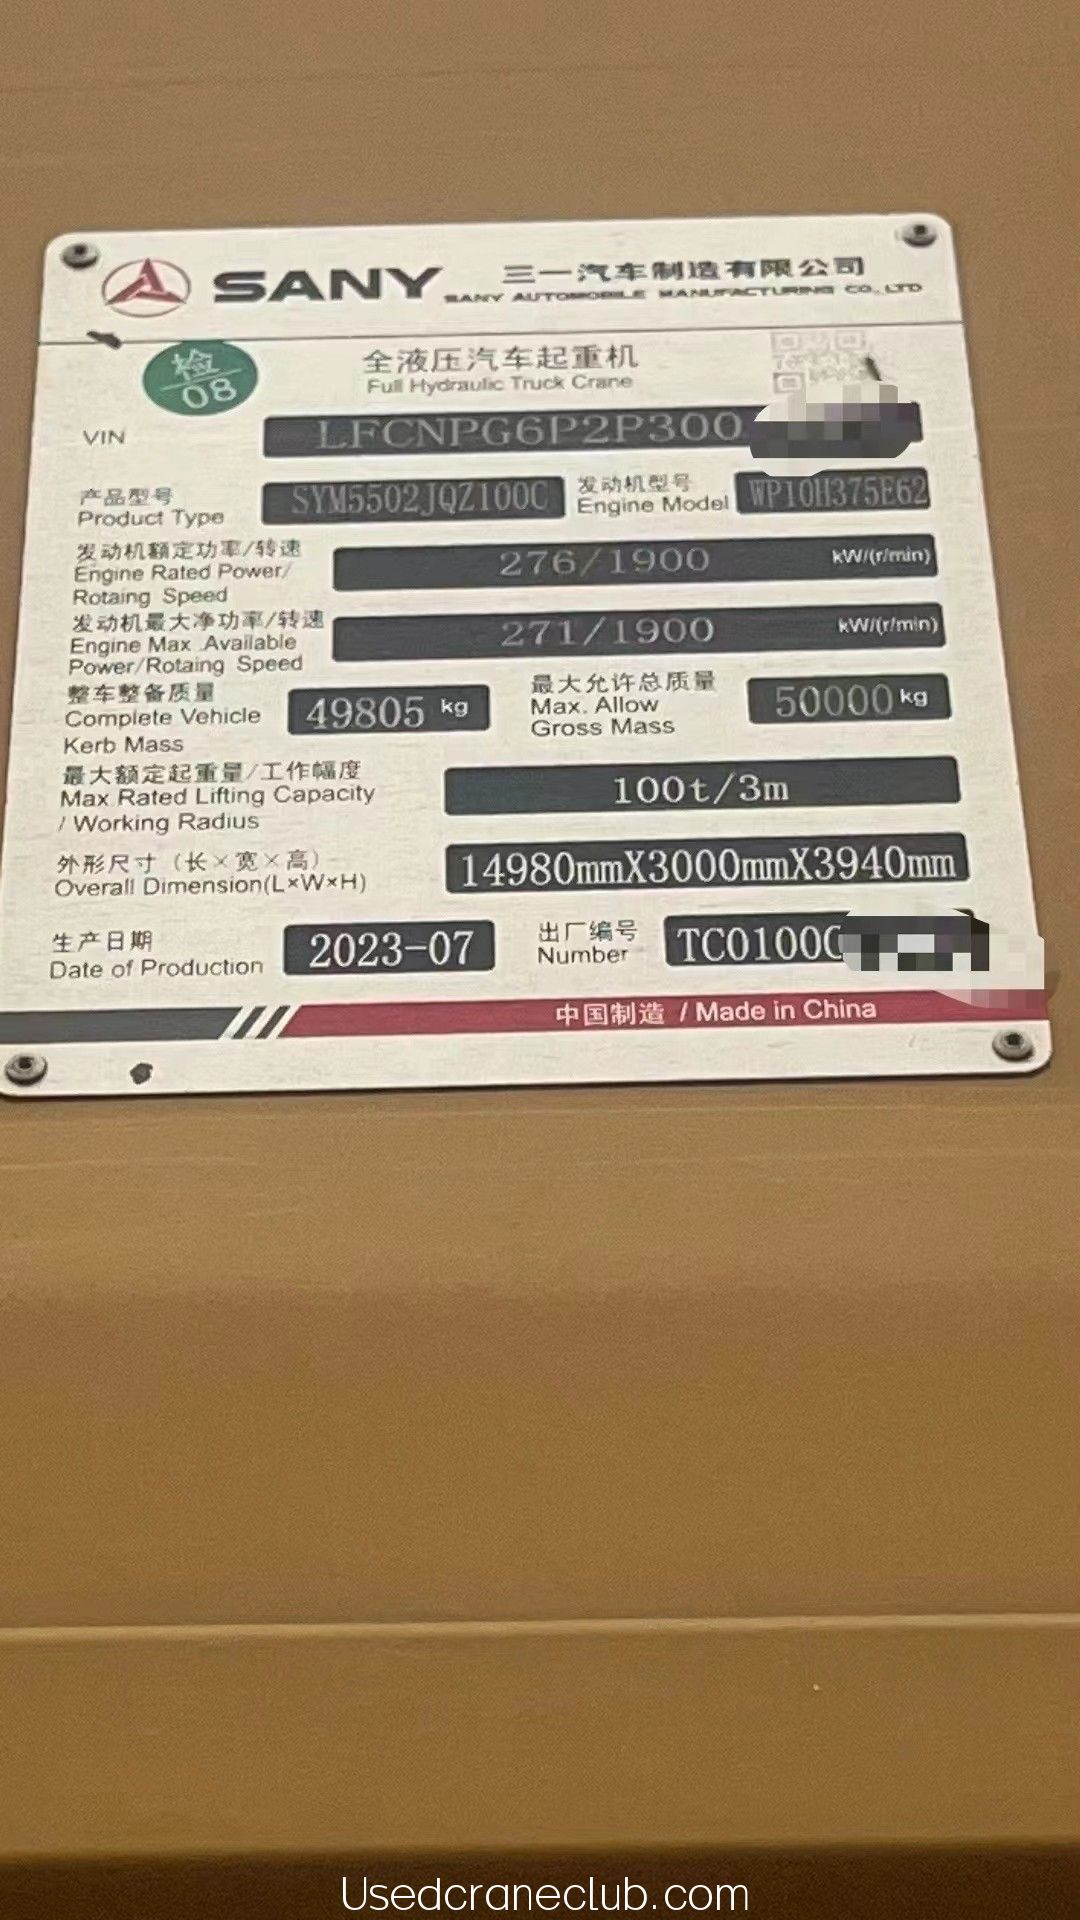 SANY 三一汽车制造有限公司
SANY AUTOMOBILE MANUFACTURING CO., LTD
检
08
全液压汽车起重机
Full Hydraulic Truck Crane
VIN LFCNPG6P2P300
产品型号
Product Type SYM5502JQZ100C
发动机型号
Engine Model WP10H375E62
发动机额定功率/转速
Engine Rated Power/
Rotaing Speed
276/1900 kW/(r/min)
发动机最大净功率/转速
Engine Max .Available
Power/Rotaing Speed
271/1900 kW/(r/min)
整车整备质量
Complete Vehicle
Kerb Mass
49805 kg
最大允许总质量
Max. Allow
Gross Mass
50000 kg
最大额定起重量/工作幅度
Max.Rated Lifting Capacity
/ Working Radius
100t/3m
外形尺寸（长×宽×高）
Overall Dimension(L×W×H)
14980mmX3000mmX3940mm
生产日期
Date of Production
2023-07
出厂编号
Number
TC0100C
中国制造 / Made in China
Usedcraneclub.com